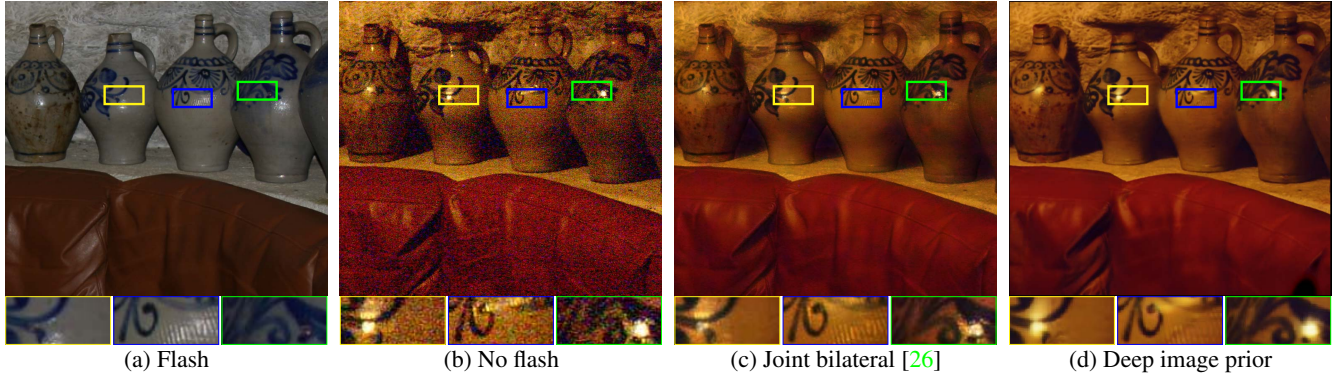 (a) Flash
(b) No flash
(c) Joint bilateral [26]
(d) Deep image prior